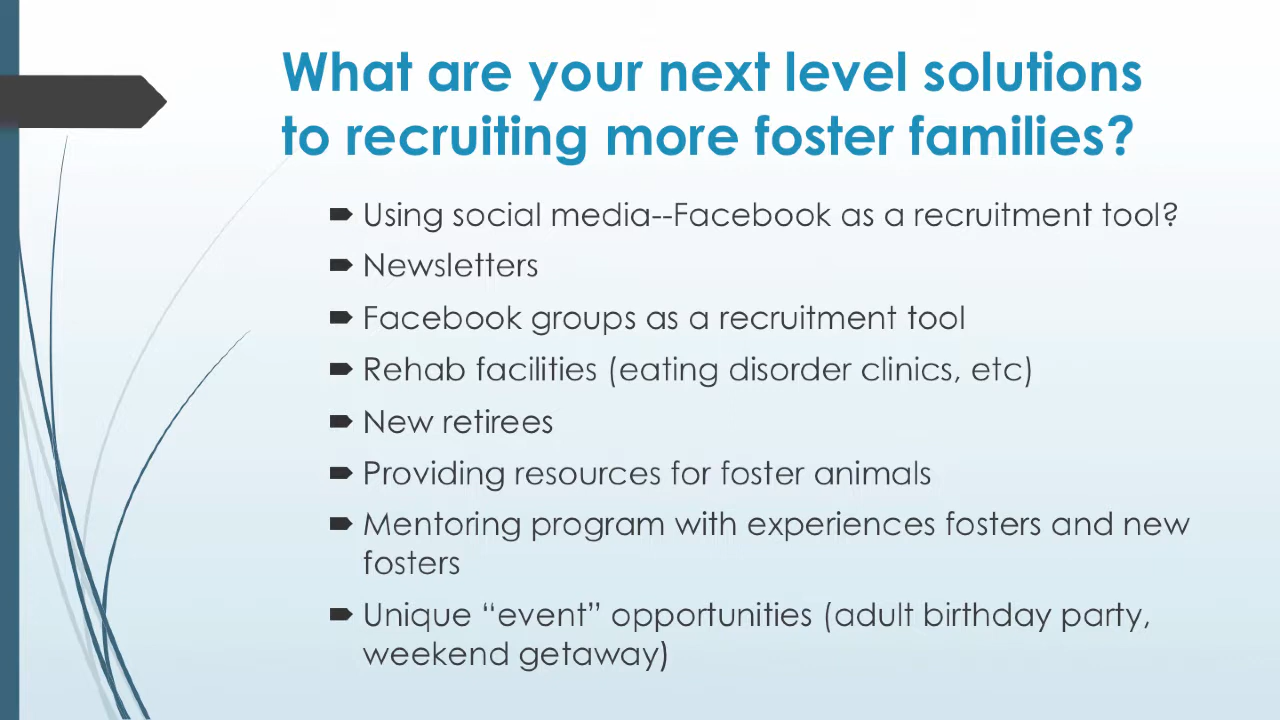 What are your next level solutions
to recruiting more foster families?
Using social media--Facebook as a recruitment tool?
Newsletters
Facebook groups as a recruitment tool
Rehab facilities (eating disorder clinics, etc)
New retirees
Providing resources for foster animals
Mentoring program with experiences fosters and new
fosters
Unique “event” opportunities (adult birthday party,
weekend getaway)